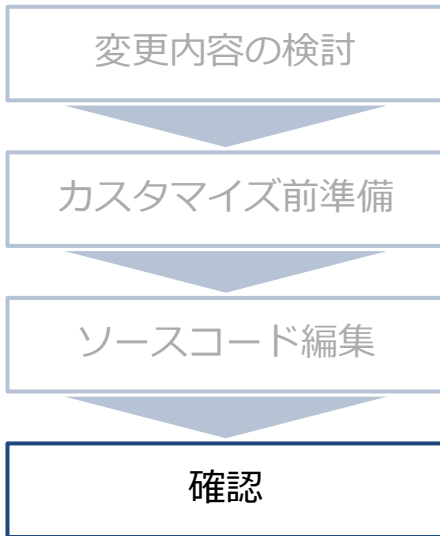 変更内容の検討
カスタマイズ前準備
ソースコード編集
確認